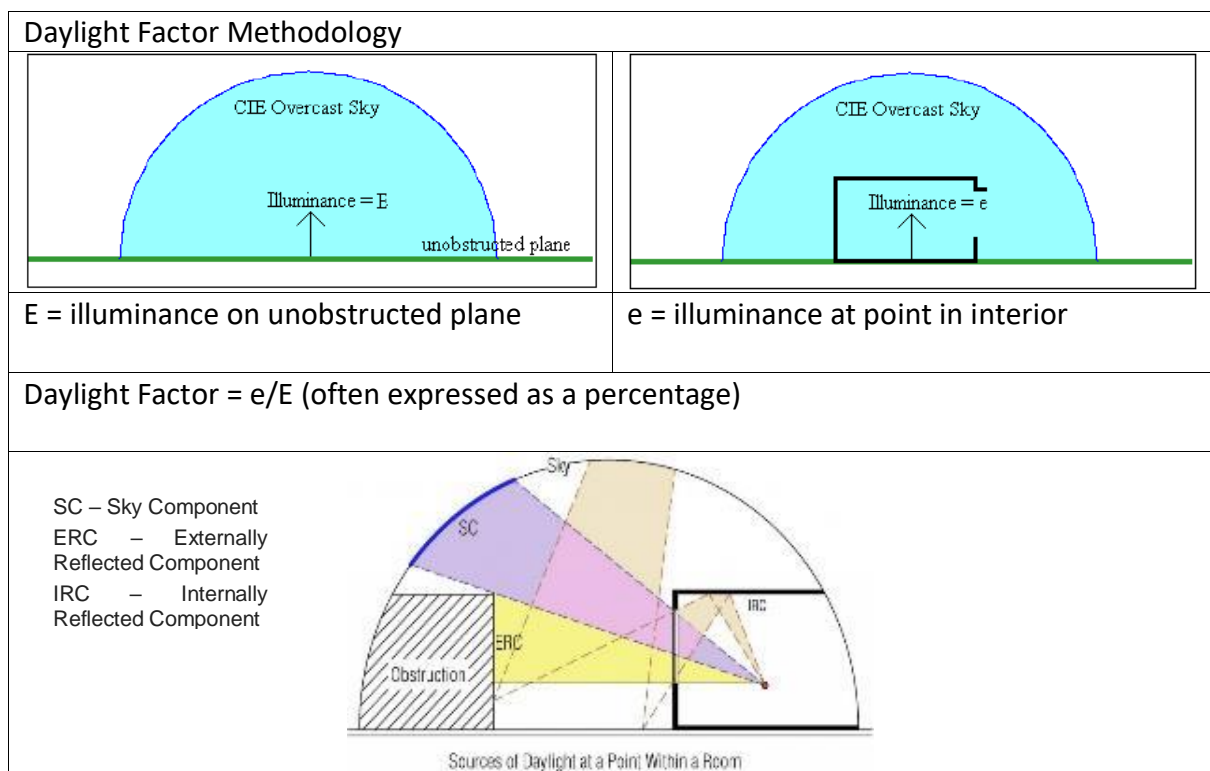 Daylight Factor Methodology
CIE Overcast Sky
Illuminance = E
unobstructed plane
CIE Overcast Sky
Illuminance = e
E = illuminance on unobstructed plane
e = illuminance at point in interior
Daylight Factor = e/E (often expressed as a percentage)
SC – Sky Component
ERC – Externally
Reflected Component
IRC – Internally
Reflected Component
Sky
SC
IRC
ERC
Obstruction
Sources of Daylight at a Point Within a Room